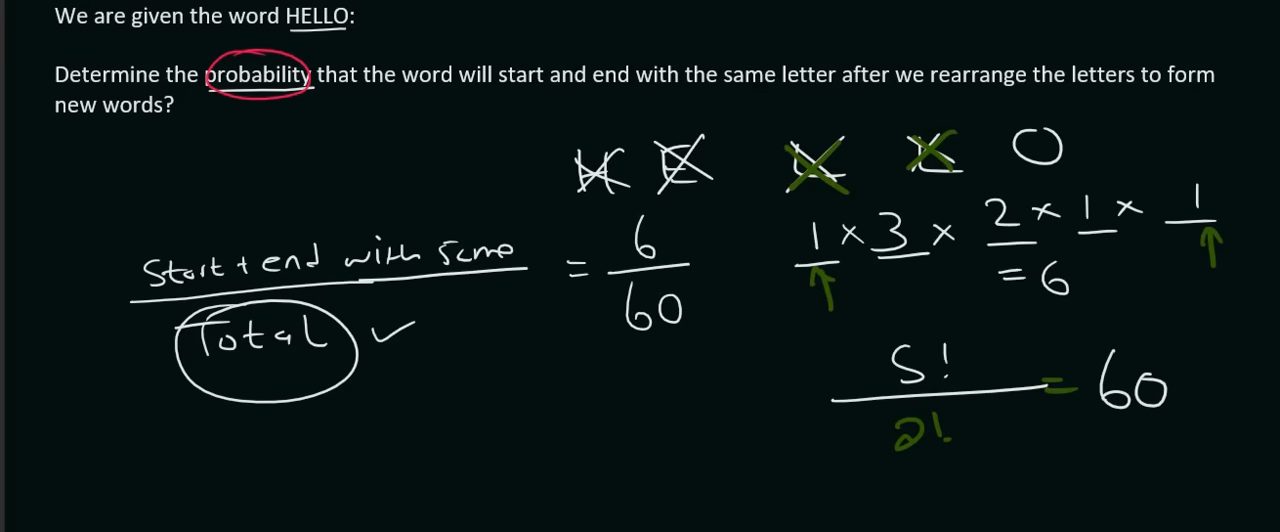 We are given the word HELLO:
Determine the probability that the word will start and end with the same letter after we rearrange the letters to form
new words?
H E L L O
1 × 3 × 2 × 1 × 1
= 6
Start + end with same
Total
= 6
60
5!
2!
= 60